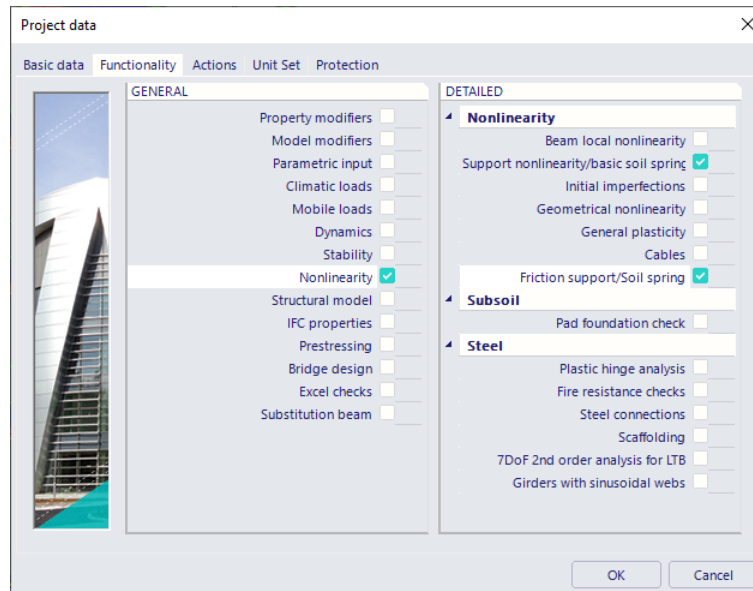 Project data
Basic data Functionality Actions Unit Set Protection
GENERAL
Property modifiers
Model modifiers
Parametric input
Climatic loads
Mobile loads
Dynamics
Stability
Nonlinearity
Structural model
IFC properties
Prestressing
Bridge design
Excel checks
Substitution beam
DETAILED
Nonlinearity
Beam local nonlinearity
Support nonlinearity/basic soil spring
Initial imperfections
Geometrical nonlinearity
General plasticity
Cables
Friction support/Soil spring
Subsoil
Pad foundation check
Steel
Plastic hinge analysis
Fire resistance checks
Steel connections
Scaffolding
7DoF 2nd order analysis for LTB
Girders with sinusoidal webs
OK Cancel